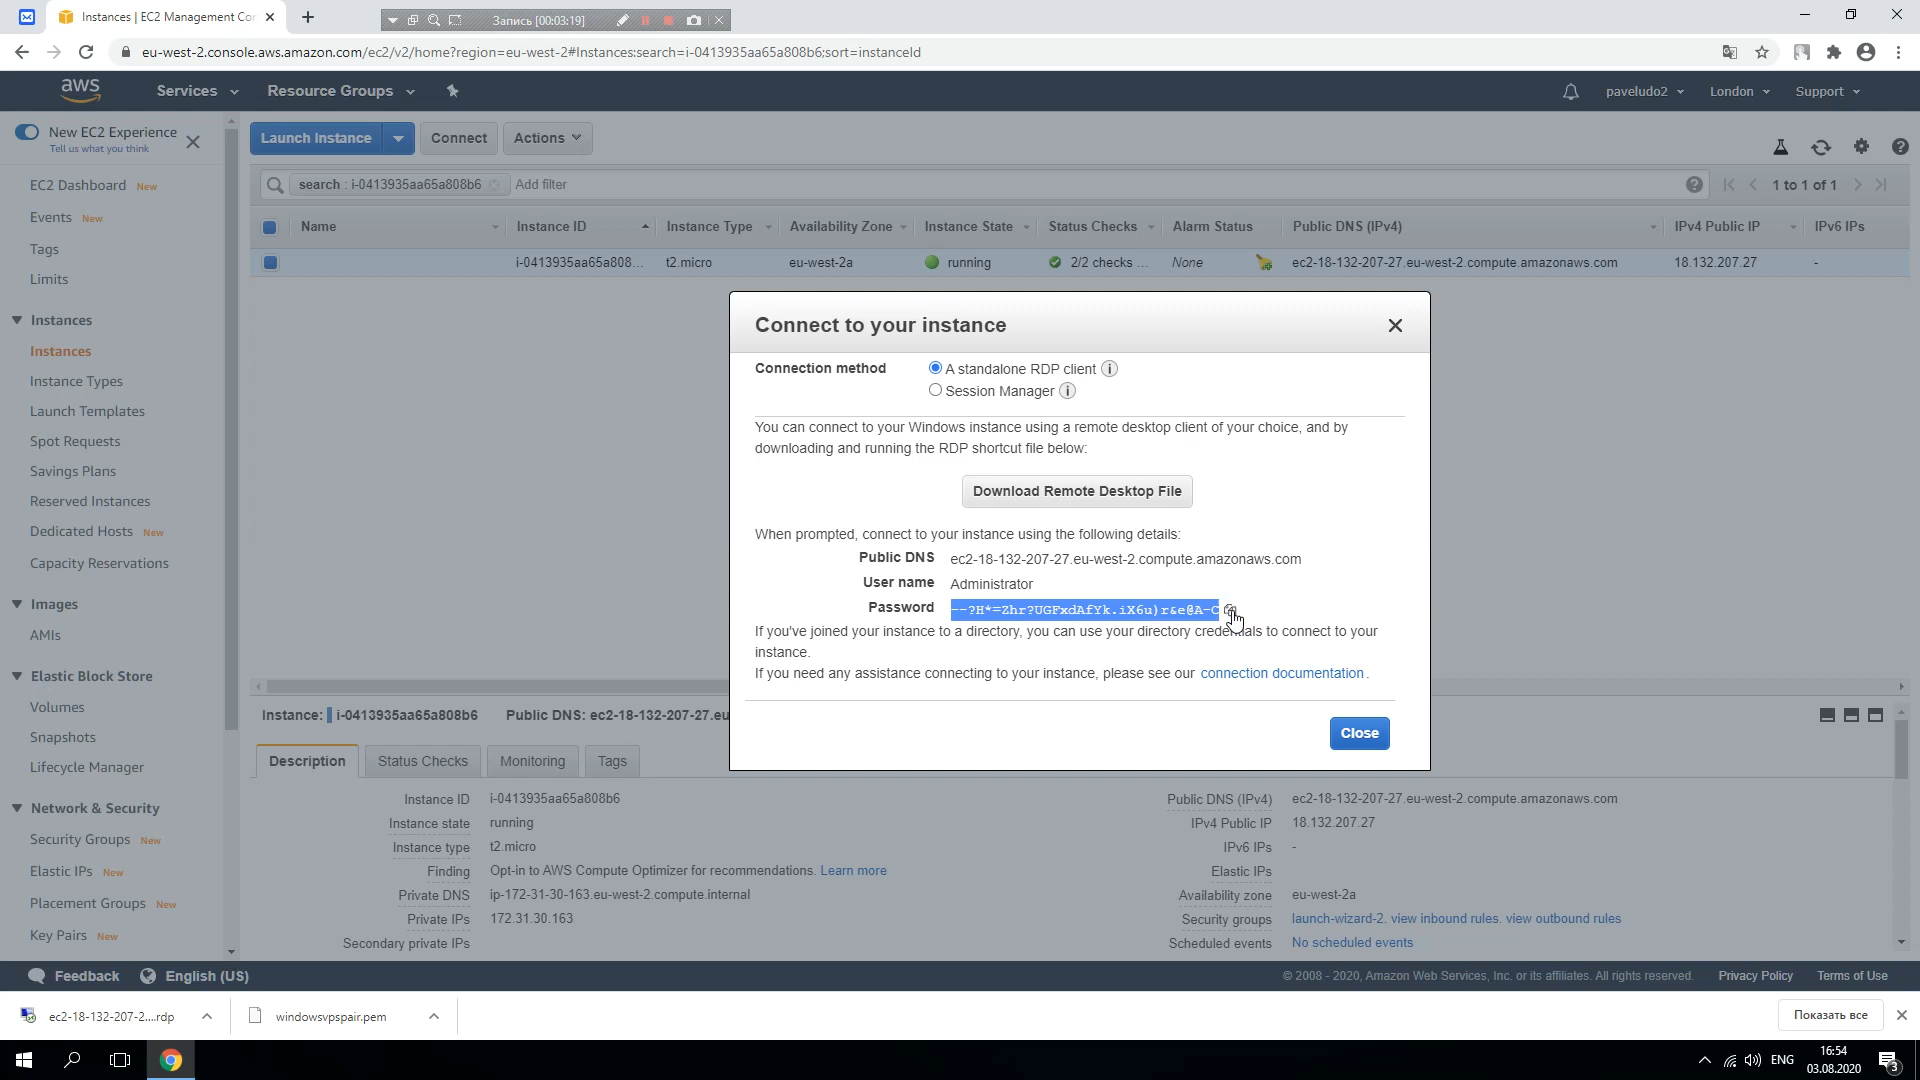 Instances | EC2 Management Cor
Запись [00:03:19]
eu-west-2.console.aws.amazon.com/ec2/v2/home?region=eu-west-2#Instances:search=i-0413935aa65a808b6;sort=instanceId
aws
Services
Resource Groups
paveludo2
London
Support
New EC2 Experience
Tell us what you think
Launch Instance
Connect
Actions
EC2 Dashboard New
Events New
Tags
Limits
Instances
Instances
Instance Types
Launch Templates
Spot Requests
Savings Plans
Reserved Instances
Dedicated Hosts New
Capacity Reservations
Images
AMIs
Elastic Block Store
Volumes
Snapshots
Lifecycle Manager
Network & Security
Security Groups New
Elastic IPs New
Placement Groups New
Key Pairs New
search : i-0413935aa65a808b6
Add filter
1 to 1 of 1
Name Instance ID Instance Type Availability Zone Instance State Status Checks Alarm Status Public DNS (IPv4) IPv4 Public IP IPv6 IPs
i-0413935aa65a808... t2.micro eu-west-2a running 2/2 checks ... None ec2-18-132-207-27.eu-west-2.compute.amazonaws.com 18.132.207.27 -
Connect to your instance
Connection method
A standalone RDP client
Session Manager
You can connect to your Windows instance using a remote desktop client of your choice, and by
downloading and running the RDP shortcut file below:
Download Remote Desktop File
When prompted, connect to your instance using the following details:
Public DNS ec2-18-132-207-27.eu-west-2.compute.amazonaws.com
User name Administrator
Password --?H*=Zhr?UGFxdAfYk.iX6u)r&e@A-C
If you've joined your instance to a directory, you can use your directory credentials to connect to your
instance.
If you need any assistance connecting to your instance, please see our connection documentation.
Close
Instance: i-0413935aa65a808b6 Public DNS: ec2-18-132-207-27.eu
Description
Status Checks
Monitoring
Tags
Instance ID i-0413935aa65a808b6
Instance state running
Instance type t2.micro
Finding Opt-in to AWS Compute Optimizer for recommendations. Learn more
Private DNS ip-172-31-30-163.eu-west-2.compute.internal
Private IPs 172.31.30.163
Secondary private IPs
Public DNS (IPv4) ec2-18-132-207-27.eu-west-2.compute.amazonaws.com
IPv4 Public IP 18.132.207.27
IPv6 IPs -
Elastic IPs
Availability zone eu-west-2a
Security groups launch-wizard-2. view inbound rules. view outbound rules
Scheduled events No scheduled events
Feedback
English (US)
© 2008 - 2020, Amazon Web Services, Inc. or its affiliates. All rights reserved.
Privacy Policy
Terms of Use
ec2-18-132-207-2....rdp
windowsvpspair.pem
Показать все
ENG
16:54
03.08.2020
3